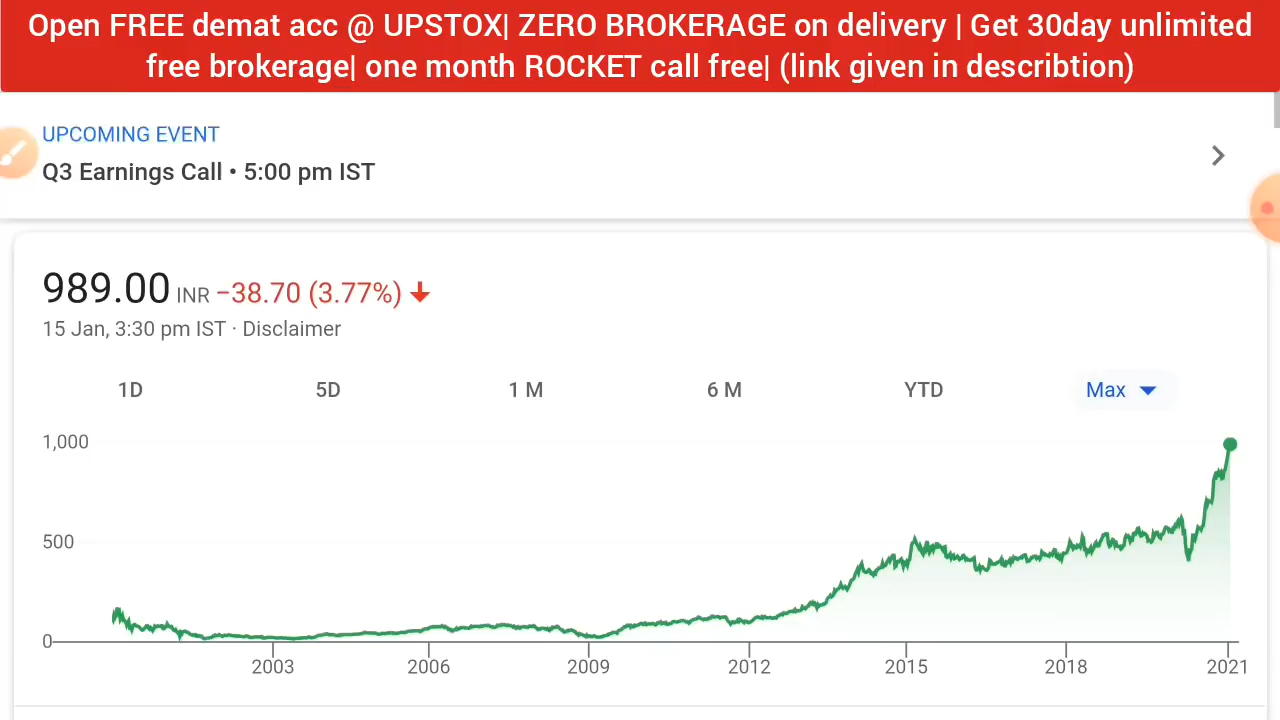 Open FREE demat acc @ UPSTOX| ZERO BROKERAGE on delivery | Get 30day unlimited
free brokerage| one month ROCKET call free| (link given in describtion)
UPCOMING EVENT
Q3 Earnings Call • 5:00 pm IST
989.00 INR −38.70 (3.77%)
15 Jan, 3:30 pm IST · Disclaimer
1D 5D 1 M 6 M YTD Max
1,000
500
0
2003 2006 2009 2012 2015 2018 2021